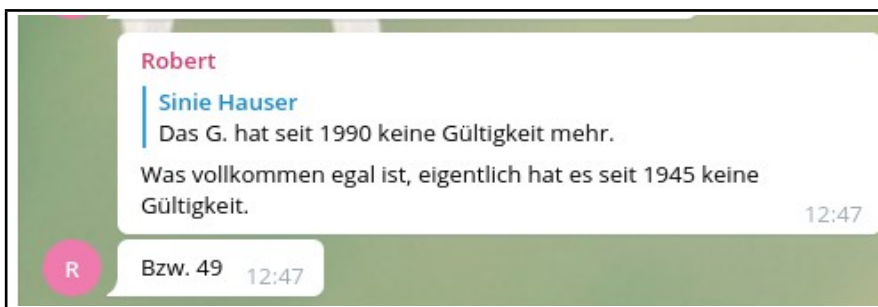 Robert
Sinie Hauser
Das G. hat seit 1990 keine Gültigkeit mehr.
Was vollkommen egal ist, eigentlich hat es seit 1945 keine
Gültigkeit.
12:47
R
Bzw. 49 12:47